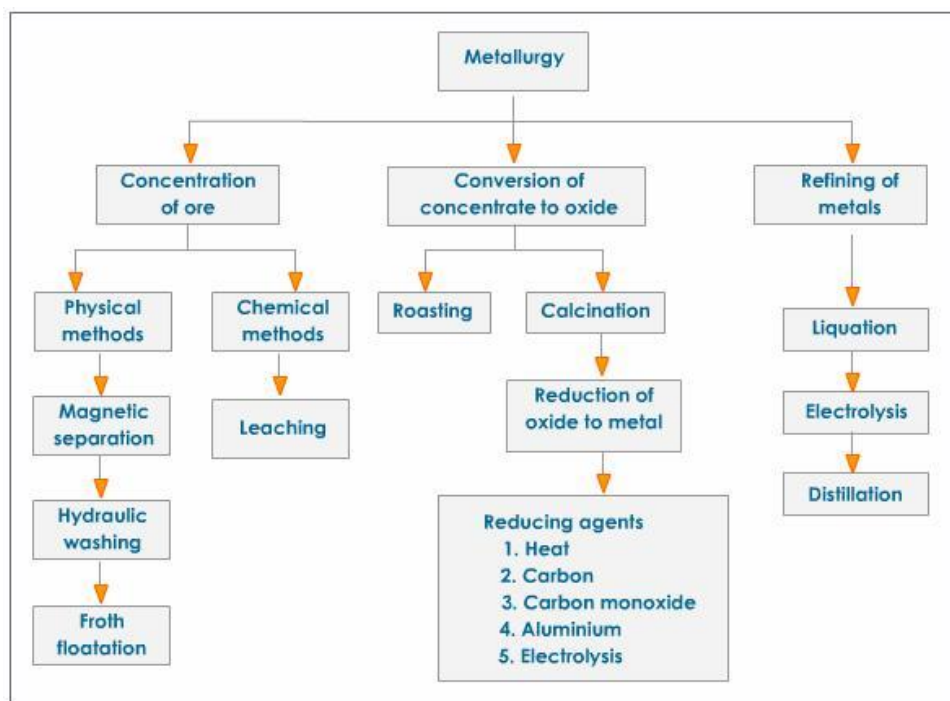 Metallurgy
Concentration
of ore
Conversion of
concentrate to oxide
Refining of
metals
Physical
methods
Chemical
methods
Roasting
Calcination
Liquation
Magnetic
separation
Leaching
Reduction of
oxide to metal
Electrolysis
Hydraulic
washing
Distillation
Reducing agents
1. Heat
2. Carbon
3. Carbon monoxide
4. Aluminium
5. Electrolysis
Froth
floatation